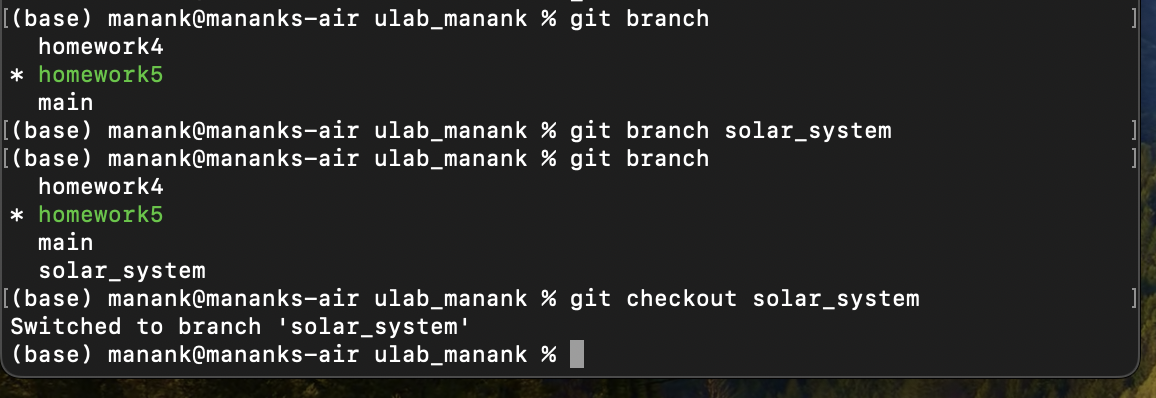 [(base) manank@mananks-air ulab_manank % git branch ]
homework4
* homework5
main
[(base) manank@mananks-air ulab_manank % git branch solar_system ]
[(base) manank@mananks-air ulab_manank % git branch ]
homework4
* homework5
main
solar_system
[(base) manank@mananks-air ulab_manank % git checkout solar_system ]
Switched to branch 'solar_system'
(base) manank@mananks-air ulab_manank %